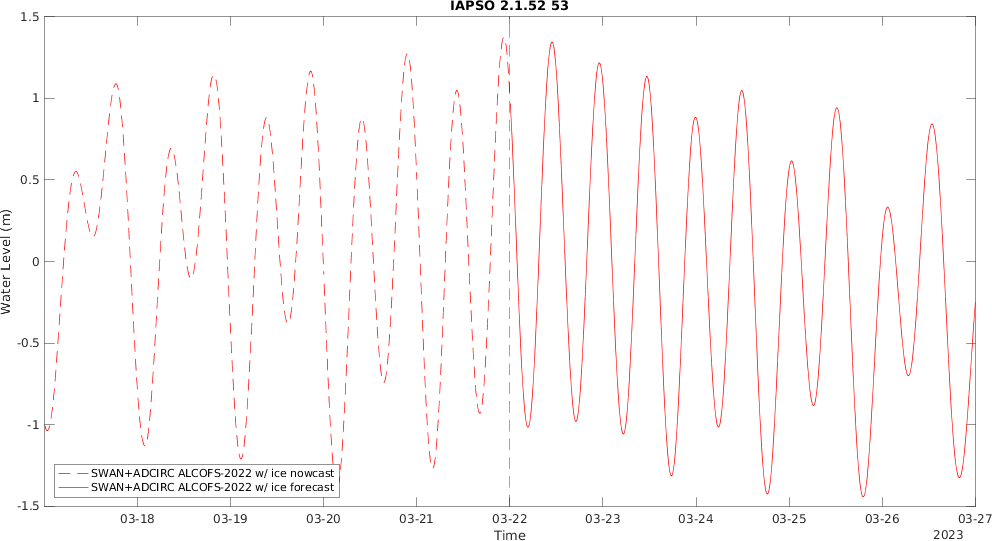 IAPSO 2.1.52 53
1.5
1
0.5
0
-0.5
-1
-1.5
Water Level (m)
SWAN+ADCIRC ALCOFS-2022 w/ ice nowcast
SWAN+ADCIRC ALCOFS-2022 w/ ice forecast
03-18 03-19 03-20 03-21 03-22 03-23 03-24 03-25 03-26 03-27
Time
2023